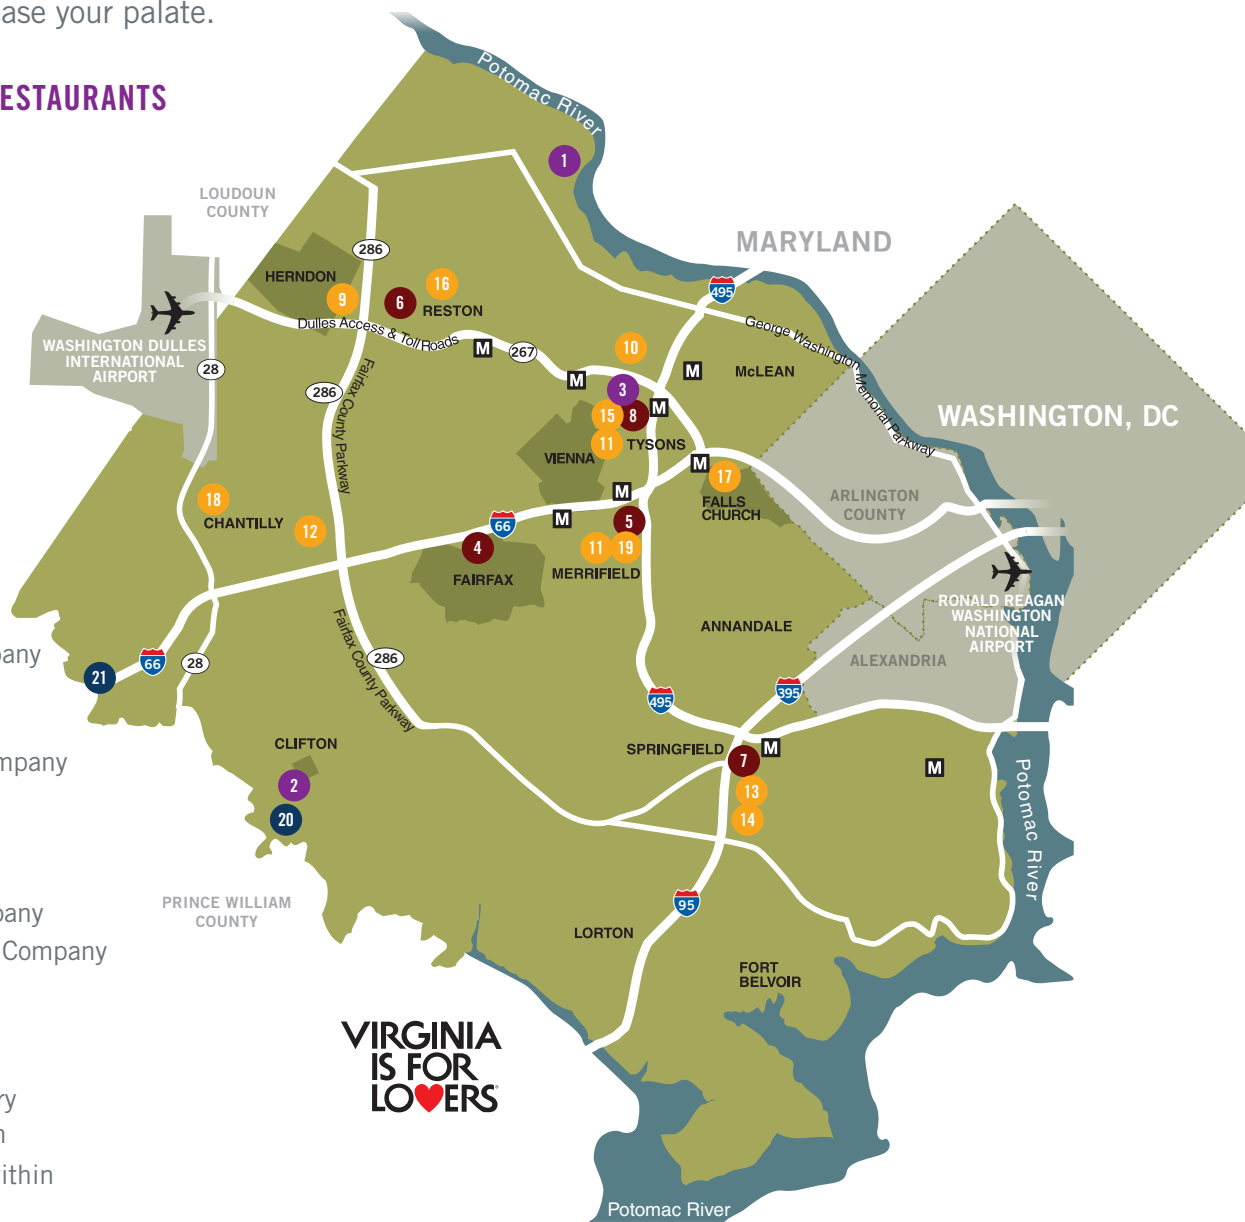 ase your palate.
ESTAURANTS
Potomac River
1
LOUDOUN
COUNTY
MARYLAND
286
HERNDON
16
495
9
6
RESTON
Dulles Access & Toll Roads
George Washington Memorial Parkway
WASHINGTON DULLES
INTERNATIONAL
AIRPORT
M
267
10
28
M
M
McLEAN
286
Fairfax County Parkway
3
M
15
8
WASHINGTON, DC
11
TYSONS
VIENNA
M
17
18
M
FALLS
CHURCH
ARLINGTON
COUNTY
CHANTILLY
12
66
M
5
4
11
19
FAIRFAX
MERRIFIELD
RONALD REAGAN
WASHINGTON
NATIONAL
AIRPORT
ANNANDALE
Fairfax County Parkway
pany
66
28
286
ALEXANDRIA
21
495
395
CLIFTON
SPRINGFIELD
M
mpany
7
M
2
13
20
14
Potomac River
PRINCE WILLIAM
COUNTY
95
pany
Company
LORTON
FORT
BELVOIR
VIRGINIA
IS FOR
LO♥ERS
ry
n
ithin
Potomac River